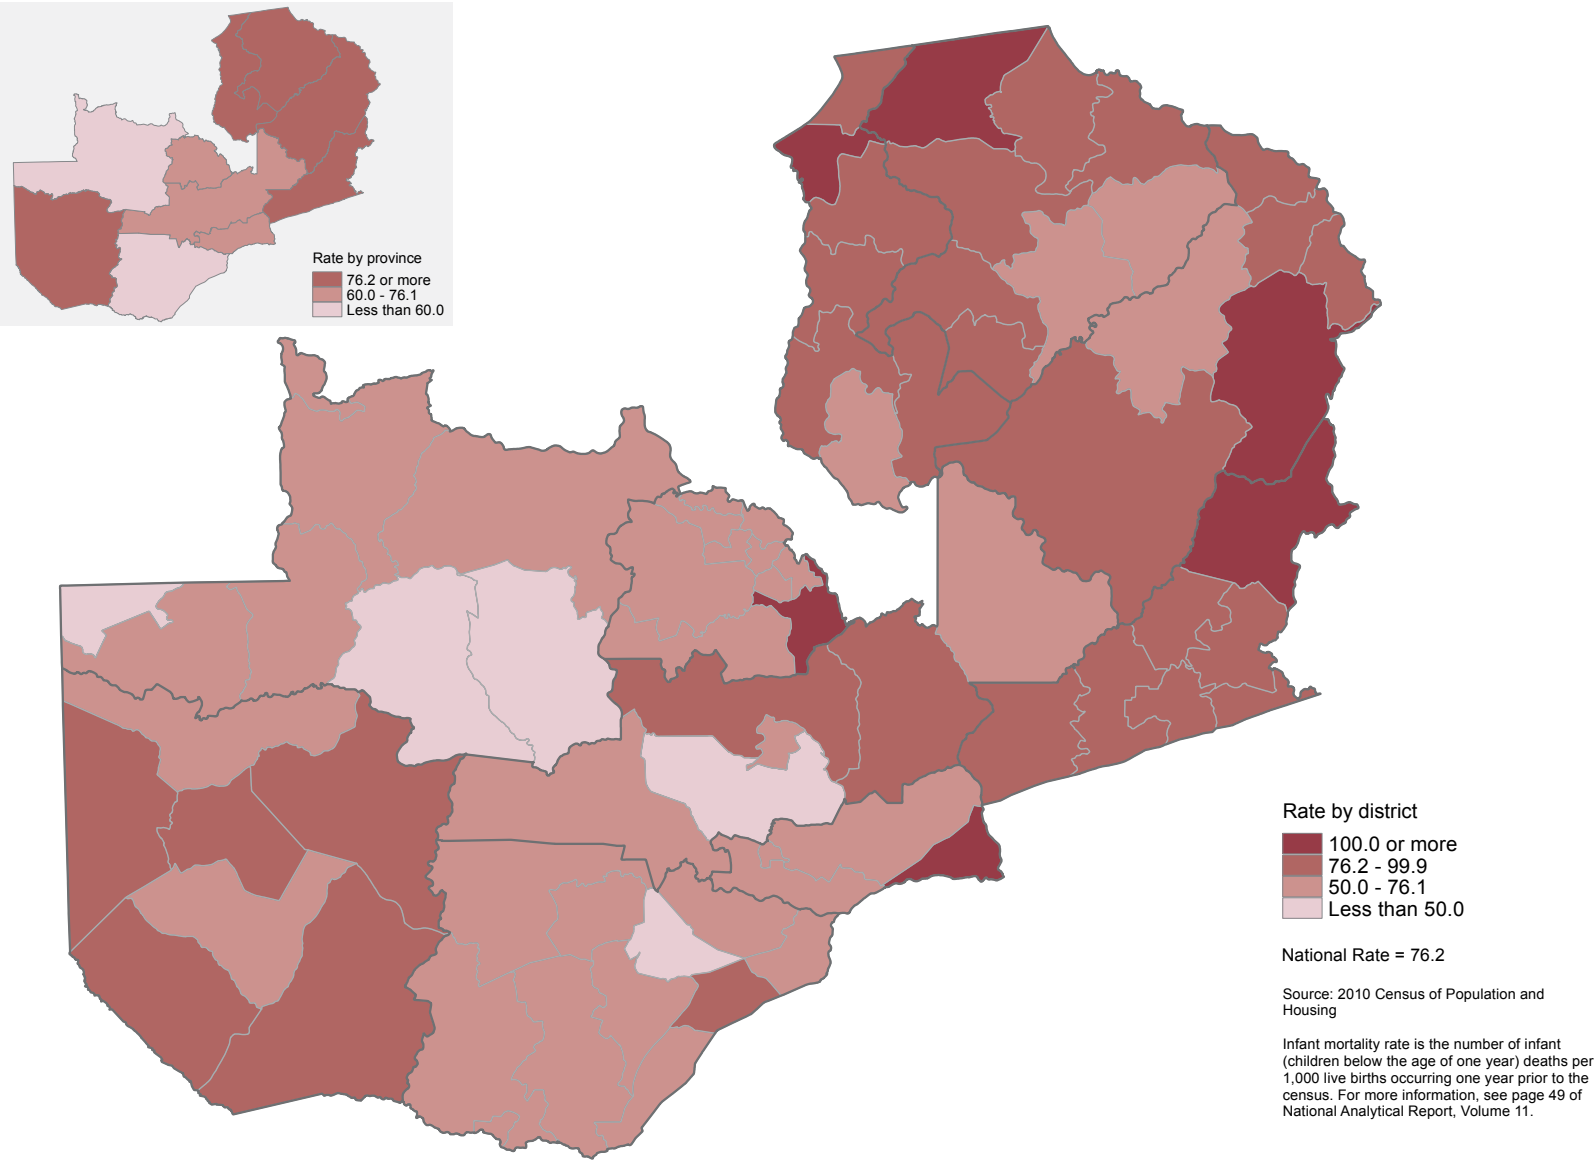 Rate by province
76.2 or more
60.0 - 76.1
Less than 60.0
Rate by district
100.0 or more
76.2 - 99.9
50.0 - 76.1
Less than 50.0
National Rate = 76.2
Source: 2010 Census of Population and
Housing
Infant mortality rate is the number of infant
(children below the age of one year) deaths per
1,000 live births occurring one year prior to the
census. For more information, see page 49 of
National Analytical Report, Volume 11.